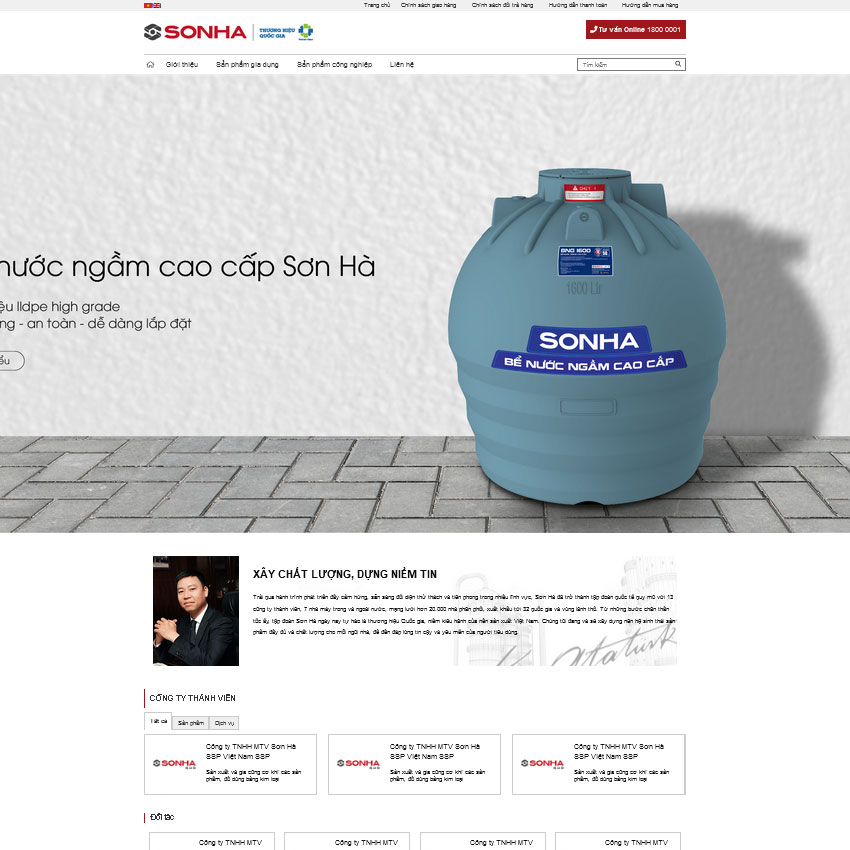 Trang chủ Chính sách giao hàng Chính sách đổi trả hàng Hướng dẫn thanh toán Hướng dẫn mua hàng
SONHA THƯƠNG HIỆU QUỐC GIA
Tư vấn Online 1800 0001
Giới thiệu Sản phẩm gia dụng Sản phẩm công nghiệp Liên hệ Tìm kiếm
nước ngầm cao cấp Sơn Hà
ệu lldpe high grade
ng - an toàn - dễ dàng lắp đặt
ểu
BNG 1600
1600 Lít
SONHA
BỂ NƯỚC NGẦM CAO CẤP
XÂY CHẤT LƯỢNG, DỰNG NIỀM TIN
Trải qua hành trình phát triển đầy cảm hứng, sẵn sàng đối diện thử thách và tiên phong trong nhiều lĩnh vực, Sơn Hà đã trở thành tập đoàn quốc tế quy mô với 13
công ty thành viên, 7 nhà máy trong và ngoài nước, mạng lưới hơn 20.000 nhà phân phối, xuất khẩu tới 32 quốc gia và vùng lãnh thổ. Từ những bước chân thần
tốc ấy, tập đoàn Sơn Hà ngày nay tự hào là thương hiệu Quốc gia, niềm kiêu hãnh của nền sản xuất Việt Nam. Chúng tôi đang và sẽ xây dựng nên hệ sinh thái sản
phẩm đầy đủ và chất lượng cho mỗi ngôi nhà, để đền đáp lòng tin cậy và yêu mến của người tiêu dùng.
CÔNG TY THÀNH VIÊN
Tất cả Sản phẩm Dịch vụ
SONHA
Công ty TNHH MTV Sơn Hà
SSP Việt Nam SSP
Sản xuất và gia công cơ khí các sản
phẩm, đồ dùng bằng kim loại
SONHA
Công ty TNHH MTV Sơn Hà
SSP Việt Nam SSP
Sản xuất và gia công cơ khí các sản
phẩm, đồ dùng bằng kim loại
SONHA
Công ty TNHH MTV Sơn Hà
SSP Việt Nam SSP
Sản xuất và gia công cơ khí các sản
phẩm, đồ dùng bằng kim loại
Đối tác
Công ty TNHH MTV Công ty TNHH MTV Công ty TNHH MTV Công ty TNHH MTV